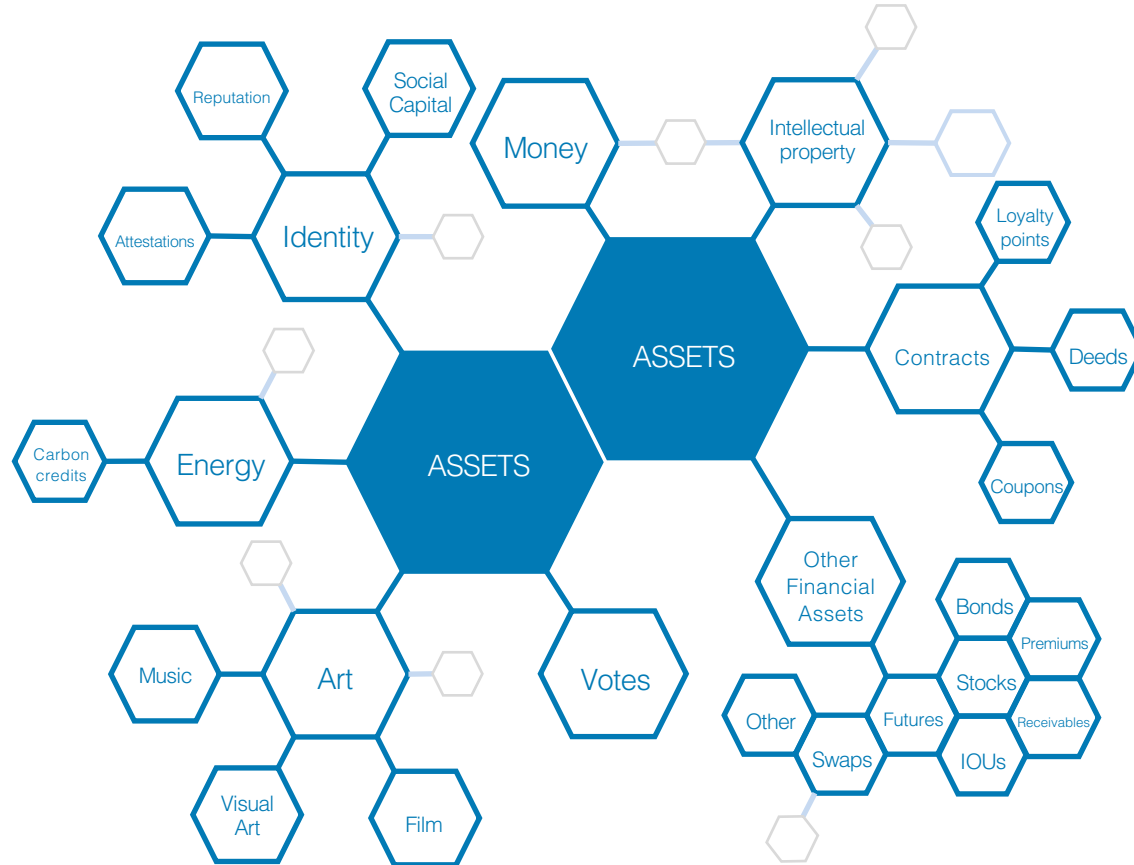 Reputation
Social
Capital
Attestations
Identity
Money
Intellectual
property
Loyalty
points
ASSETS
Contracts
Deeds
Coupons
Carbon
credits
Energy
ASSETS
Other
Financial
Assets
Music
Art
Votes
Visual
Art
Film
Bonds
Premiums
Stocks
Receivables
Futures
IOUs
Other
Swaps